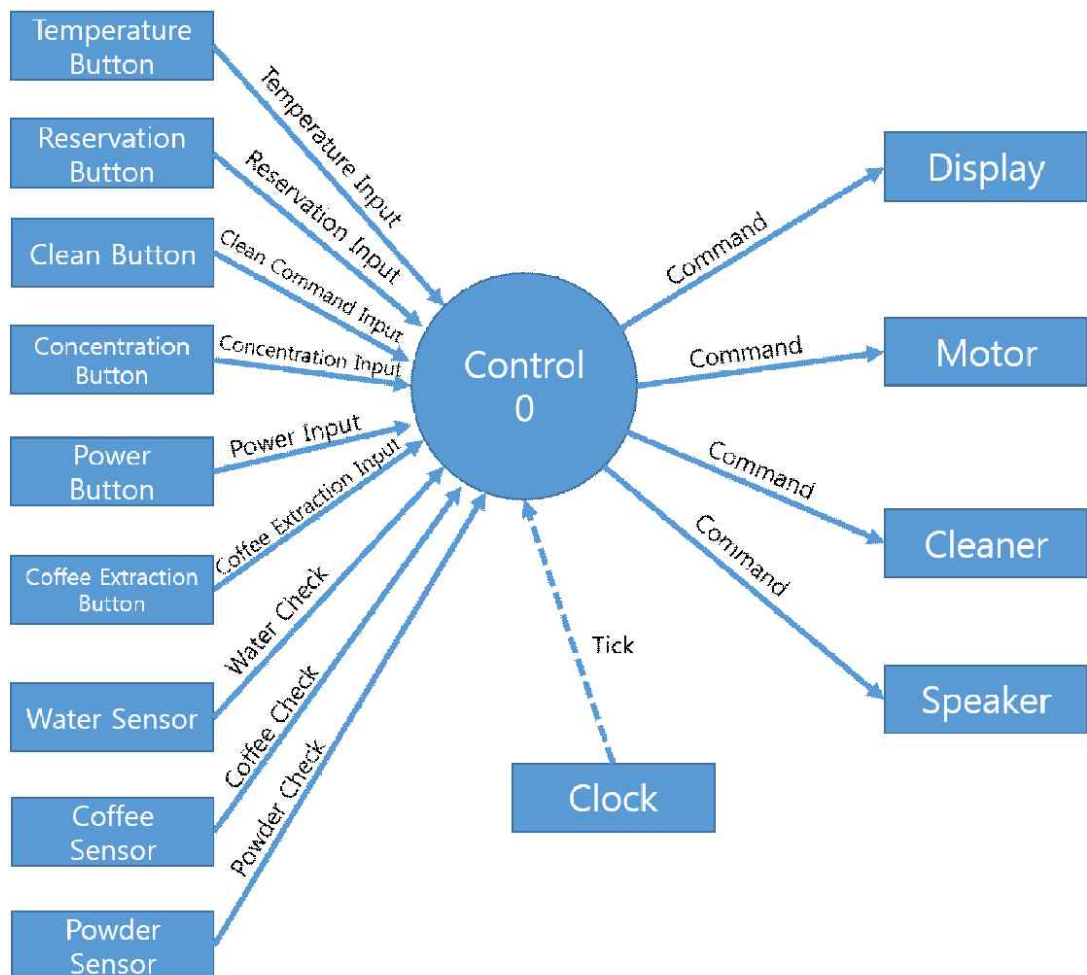 Temperature
Button
Temperature Input
Reservation
Button
Reservation Input
Clean Button
Clean Command Input
Concentration
Button
Concentration Input
Power
Button
Power Input
Coffee Extraction
Button
Coffee Extraction Input
Water Sensor
Water Check
Coffee
Sensor
Coffee Check
Powder
Sensor
Powder Check
Control
0
Tick
Clock
Command
Display
Command
Motor
Command
Cleaner
Command
Speaker